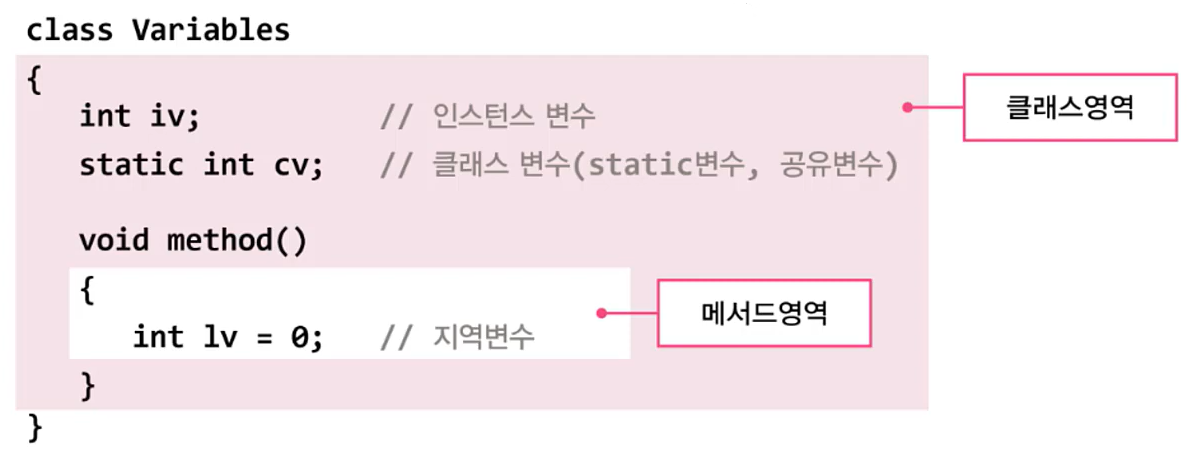 class Variables
{
int iv; // 인스턴스 변수
클래스영역
static int cv; // 클래스 변수(static변수, 공유변수)
void method()
{
메서드영역
int lv = 0; // 지역변수
}
}